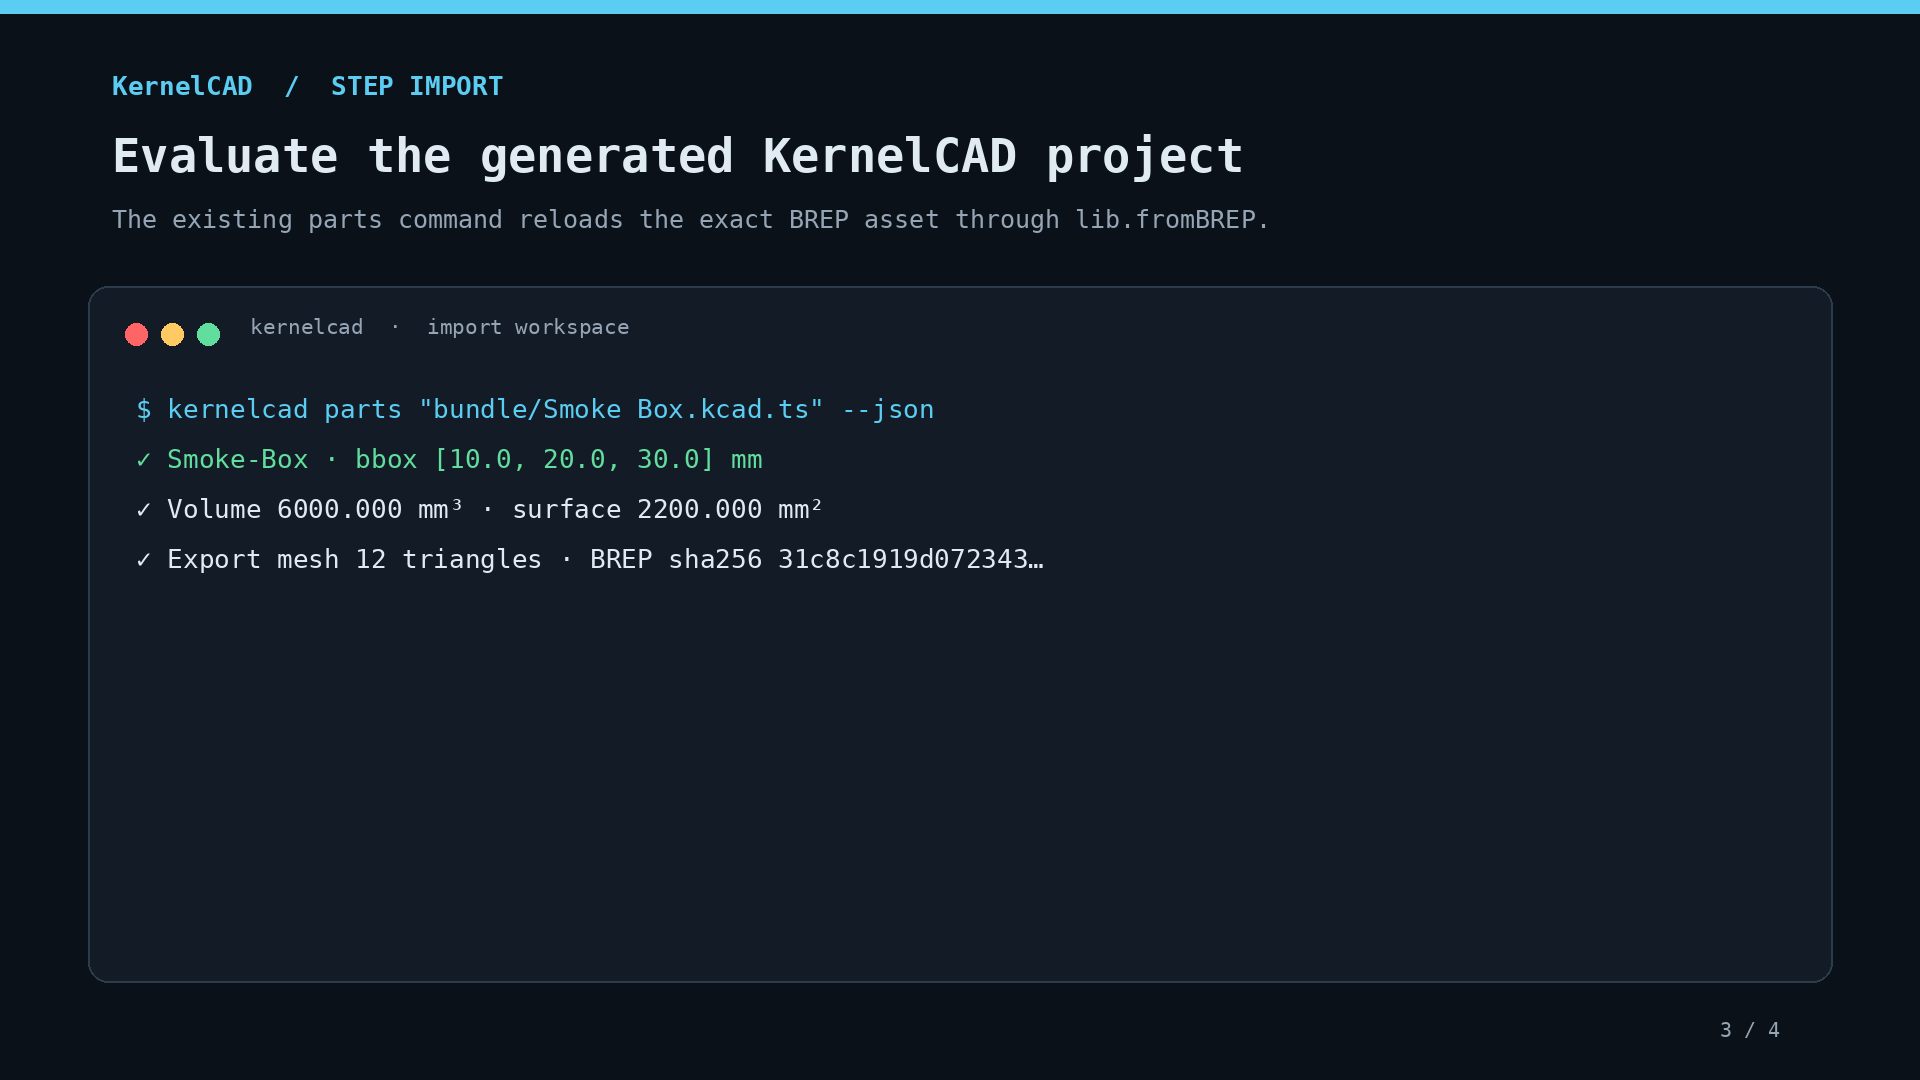 KernelCAD / STEP IMPORT
Evaluate the generated KernelCAD project
The existing parts command reloads the exact BREP asset through lib.fromBREP.
kernelcad · import workspace
$ kernelcad parts "bundle/Smoke Box.kcad.ts" --json
✓ Smoke-Box · bbox [10.0, 20.0, 30.0] mm
✓ Volume 6000.000 mm³ · surface 2200.000 mm²
✓ Export mesh 12 triangles · BREP sha256 31c8c1919d072343…
3 / 4